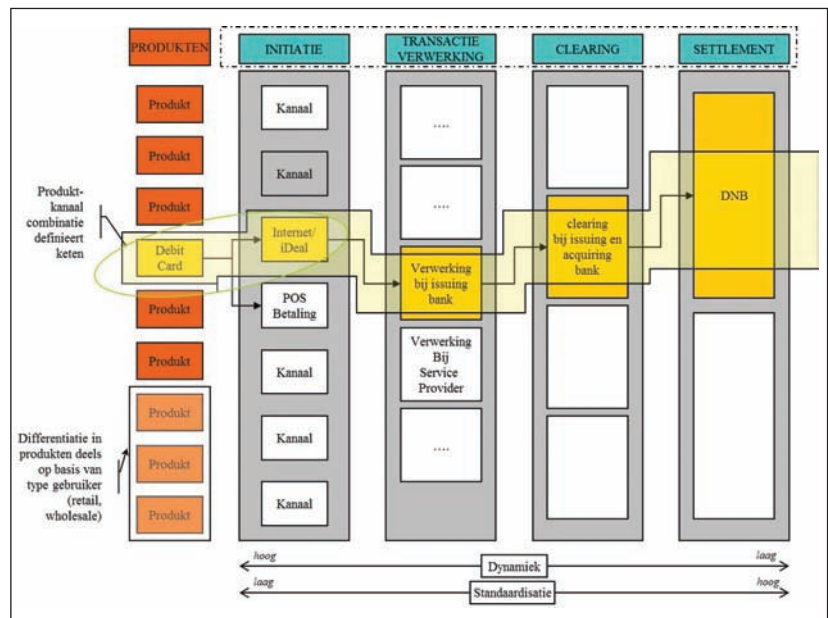 PRODUKTEN
INITIATIE
TRANSACTIE
VERWERKING
CLEARING
SETTLEMENT
Produkt
Produkt
Produkt
Debit
Card
Produkt
Produkt
Produkt
Produkt
Produkt
Produkt-
kanaal
combinatie
definieert
keten
Differentiatie in
produkten deels
op basis van
type gebruiker
(retail,
wholesale)
Kanaal
Kanaal
Internet/
iDeal
POS
Betaling
Kanaal
Kanaal
Kanaal
....
....
Verwerking
bij issuing
bank
Verwerking
Bij
Service
Provider
....
clearing
bij issuing en
acquiring
bank
DNB
hoog
Dynamiek
laag
laag
Standaardisatie
hoog